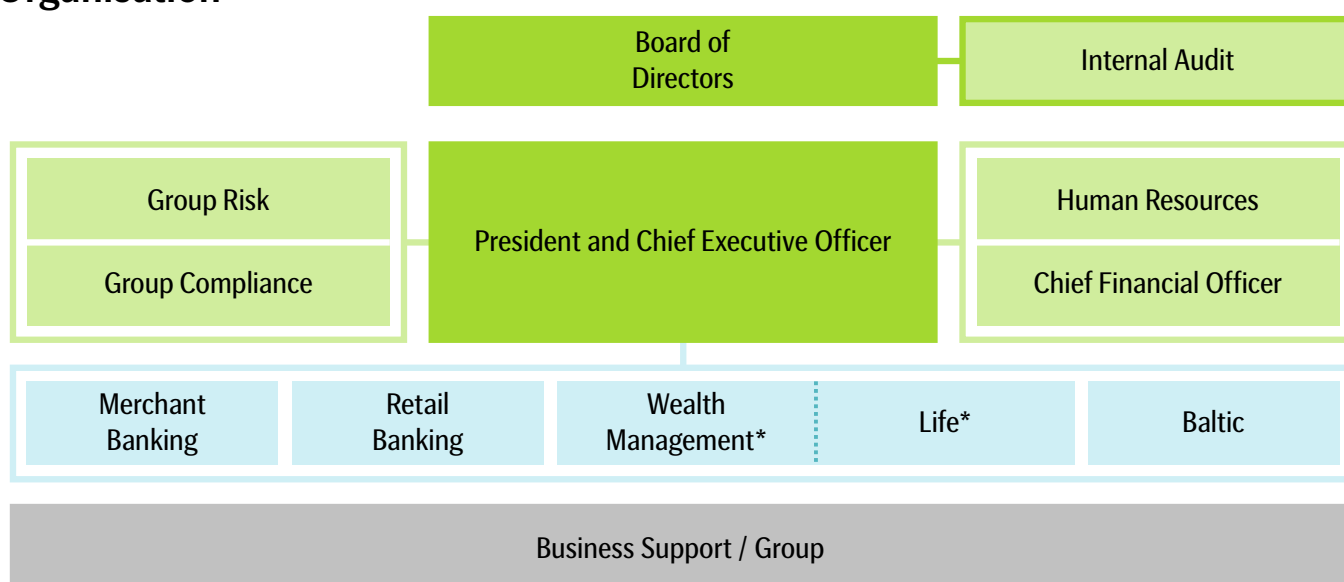 Organisation
Board of
Directors
Internal Audit
Group Risk
Group Compliance
President and Chief Executive Officer
Human Resources
Chief Financial Officer
Merchant
Banking
Retail
Banking
Wealth
Management*
Life*
Baltic
Business Support / Group